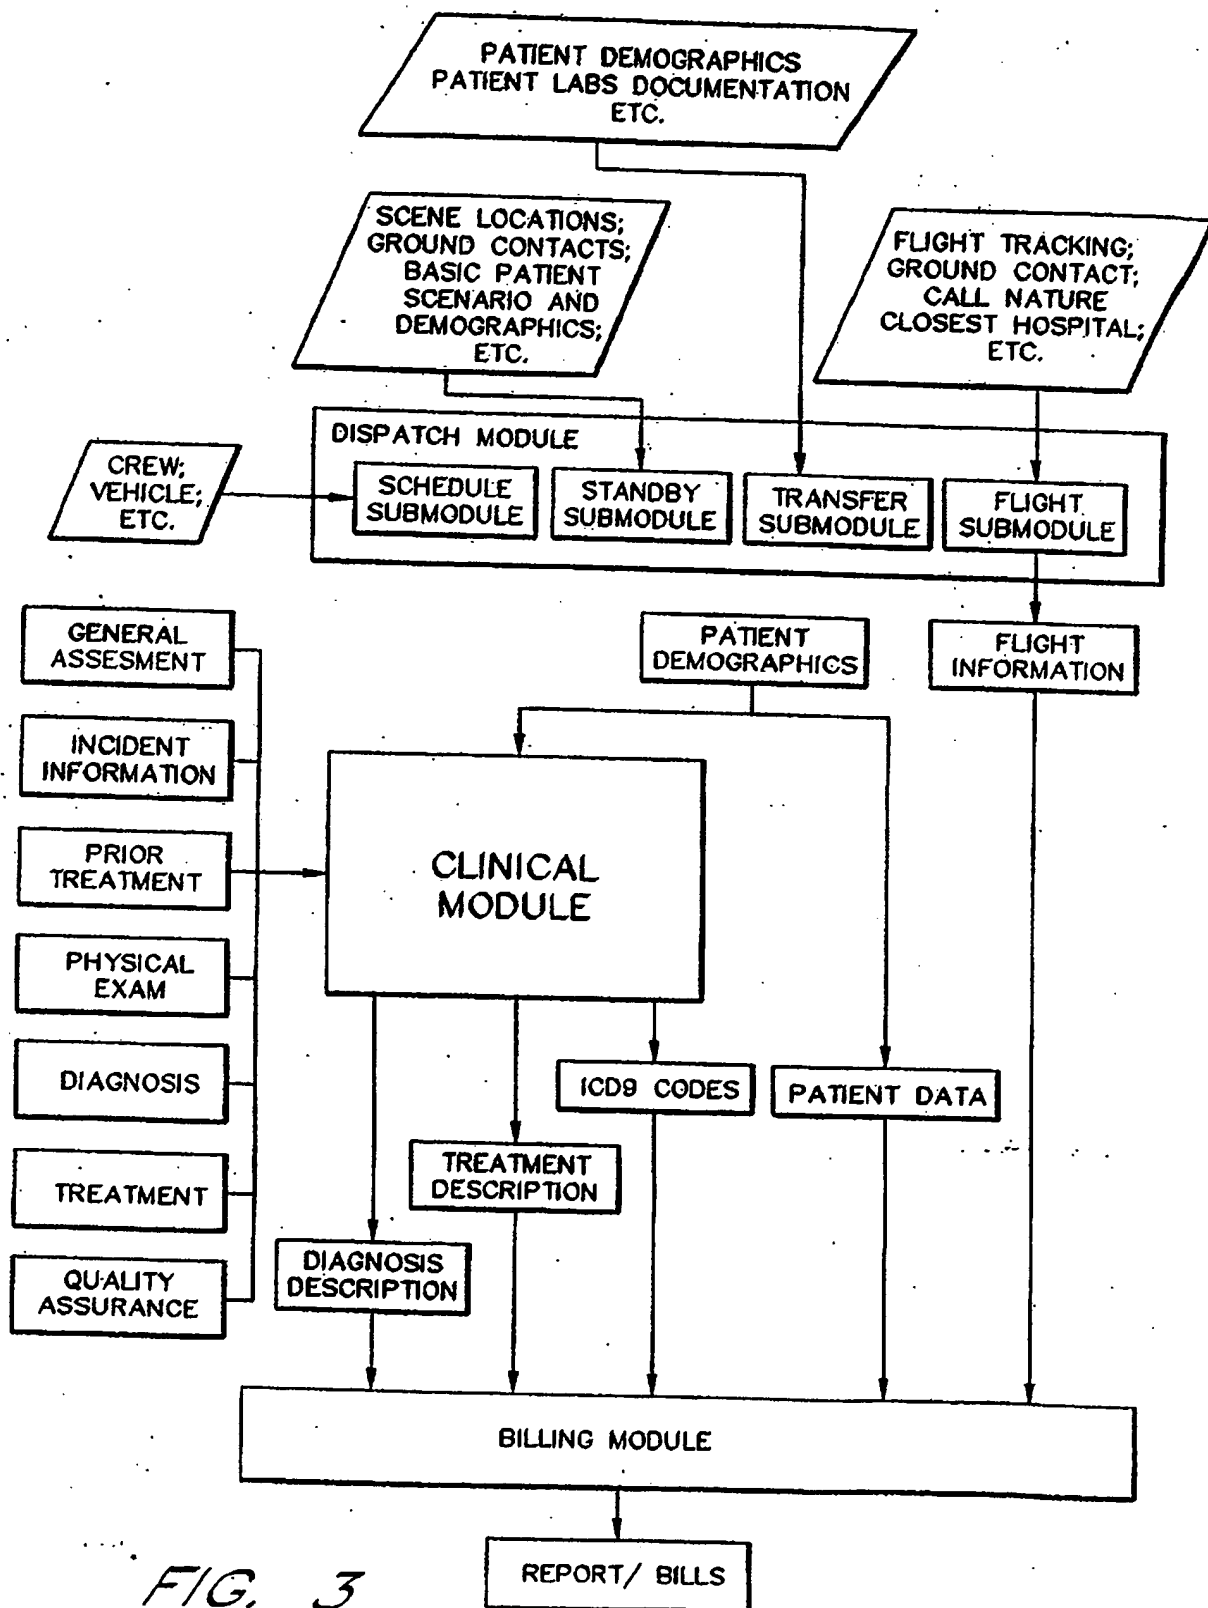 PATIENT DEMOGRAPHICS
PATIENT LABS DOCUMENTATION
ETC.
SCENE LOCATIONS;
GROUND CONTACTS;
BASIC PATIENT
SCENARIO AND
DEMOGRAPHICS;
ETC.
FLIGHT TRACKING;
GROUND CONTACT;
CALL NATURE
CLOSEST HOSPITAL;
ETC.
DISPATCH MODULE
CREW;
VEHICLE;
ETC.
SCHEDULE
SUBMODULE
STANDBY
SUBMODULE
TRANSFER
SUBMODULE
FLIGHT
SUBMODULE
GENERAL
ASSESMENT
PATIENT
DEMOGRAPHICS
FLIGHT
INFORMATION
INCIDENT
INFORMATION
PRIOR
TREATMENT
CLINICAL
MODULE
PHYSICAL
EXAM
DIAGNOSIS
ICD9 CODES
PATIENT DATA
TREATMENT
TREATMENT
DESCRIPTION
QUALITY
ASSURANCE
DIAGNOSIS
DESCRIPTION
BILLING MODULE
REPORT/ BILLS
FIG. 3